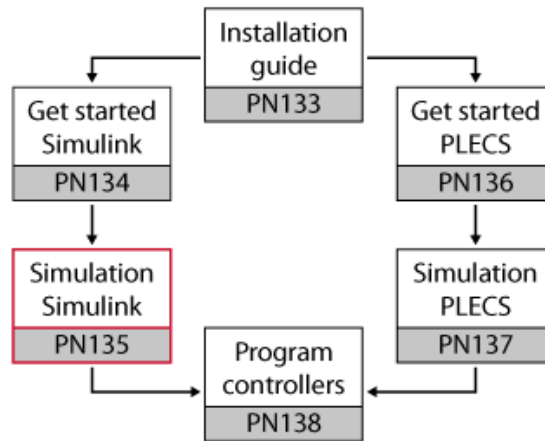 Installation
guide
PN133
Get started
Simulink
PN134
Get started
PLECS
PN136
Simulation
Simulink
PN135
Simulation
PLECS
PN137
Program
controllers
PN138